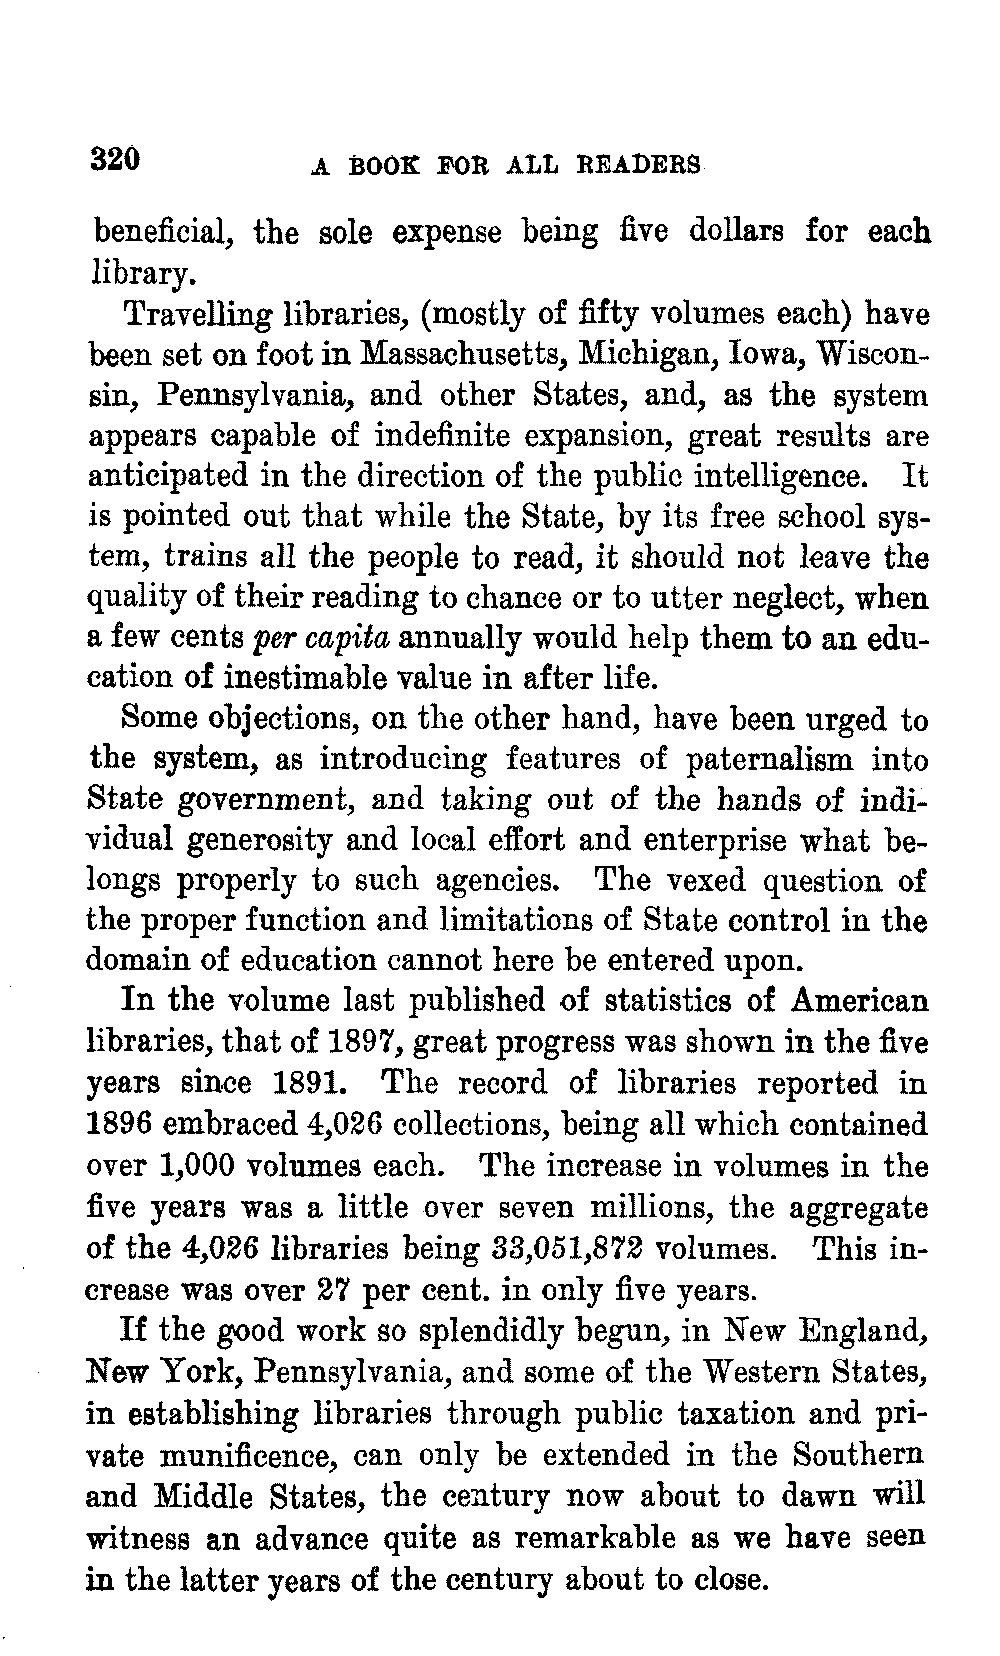 320 A BOOK FOR ALL READERS
beneficial, the sole expense being five dollars for each
library.
Travelling libraries, (mostly of fifty volumes each) have
been set on foot in Massachusetts, Michigan, Iowa, Wiscon-
sin, Pennsylvania, and other States, and, as the system
appears capable of indefinite expansion, great results are
anticipated in the direction of the public intelligence. It
is pointed out that while the State, by its free school sys-
tem, trains all the people to read, it should not leave the
quality of their reading to chance or to utter neglect, when
a few cents per capita annually would help them to an edu-
cation of inestimable value in after life.
Some objections, on the other hand, have been urged to
the system, as introducing features of paternalism into
State government, and taking out of the hands of indi-
vidual generosity and local effort and enterprise what be-
longs properly to such agencies. The vexed question of
the proper function and limitations of State control in the
domain of education cannot here be entered upon.
In the volume last published of statistics of American
libraries, that of 1897, great progress was shown in the five
years since 1891. The record of libraries reported in
1896 embraced 4,026 collections, being all which contained
over 1,000 volumes each. The increase in volumes in the
five years was a little over seven millions, the aggregate
of the 4,026 libraries being 33,051,872 volumes. This in-
crease was over 27 per cent. in only five years.
If the good work so splendidly begun, in New England,
New York, Pennsylvania, and some of the Western States,
in establishing libraries through public taxation and pri-
vate munificence, can only be extended in the Southern
and Middle States, the century now about to dawn will
witness an advance quite as remarkable as we have seen
in the latter years of the century about to close.